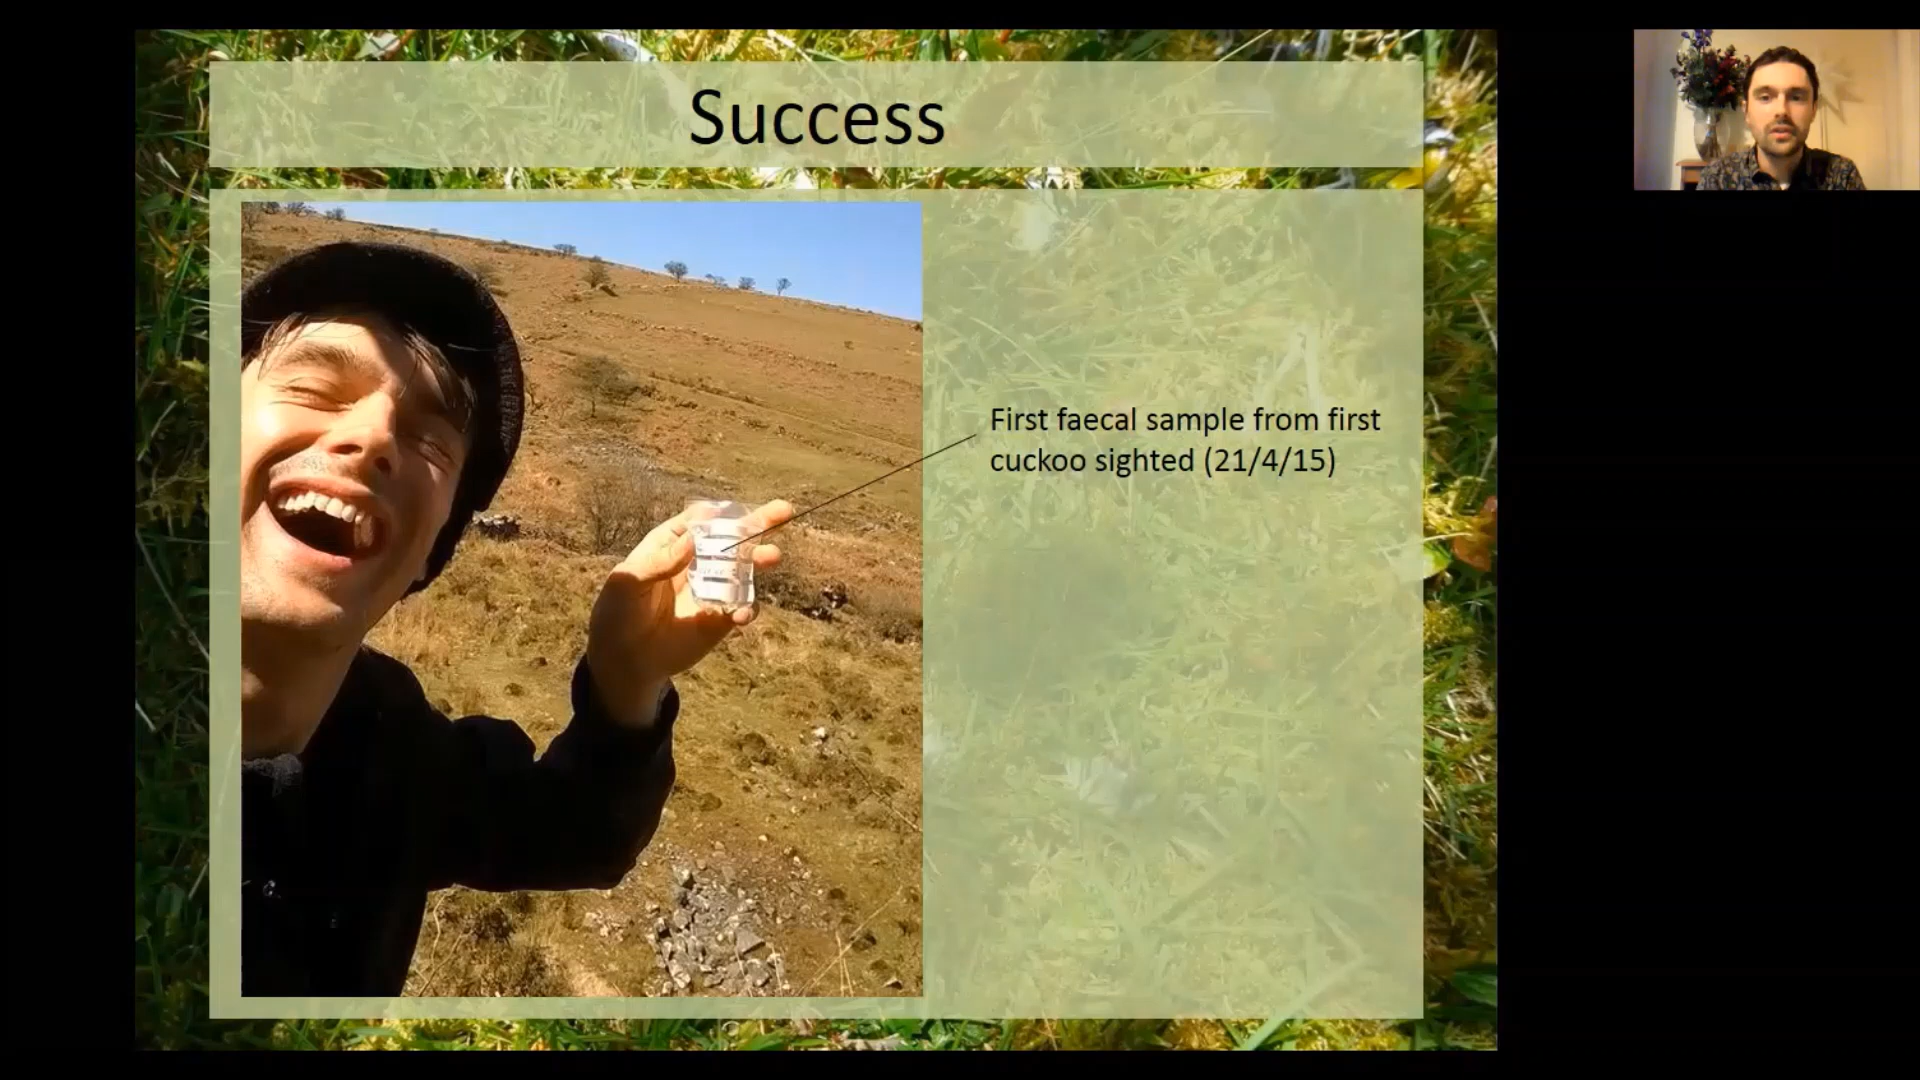 Success
First faecal sample from first
cuckoo sighted (21/4/15)